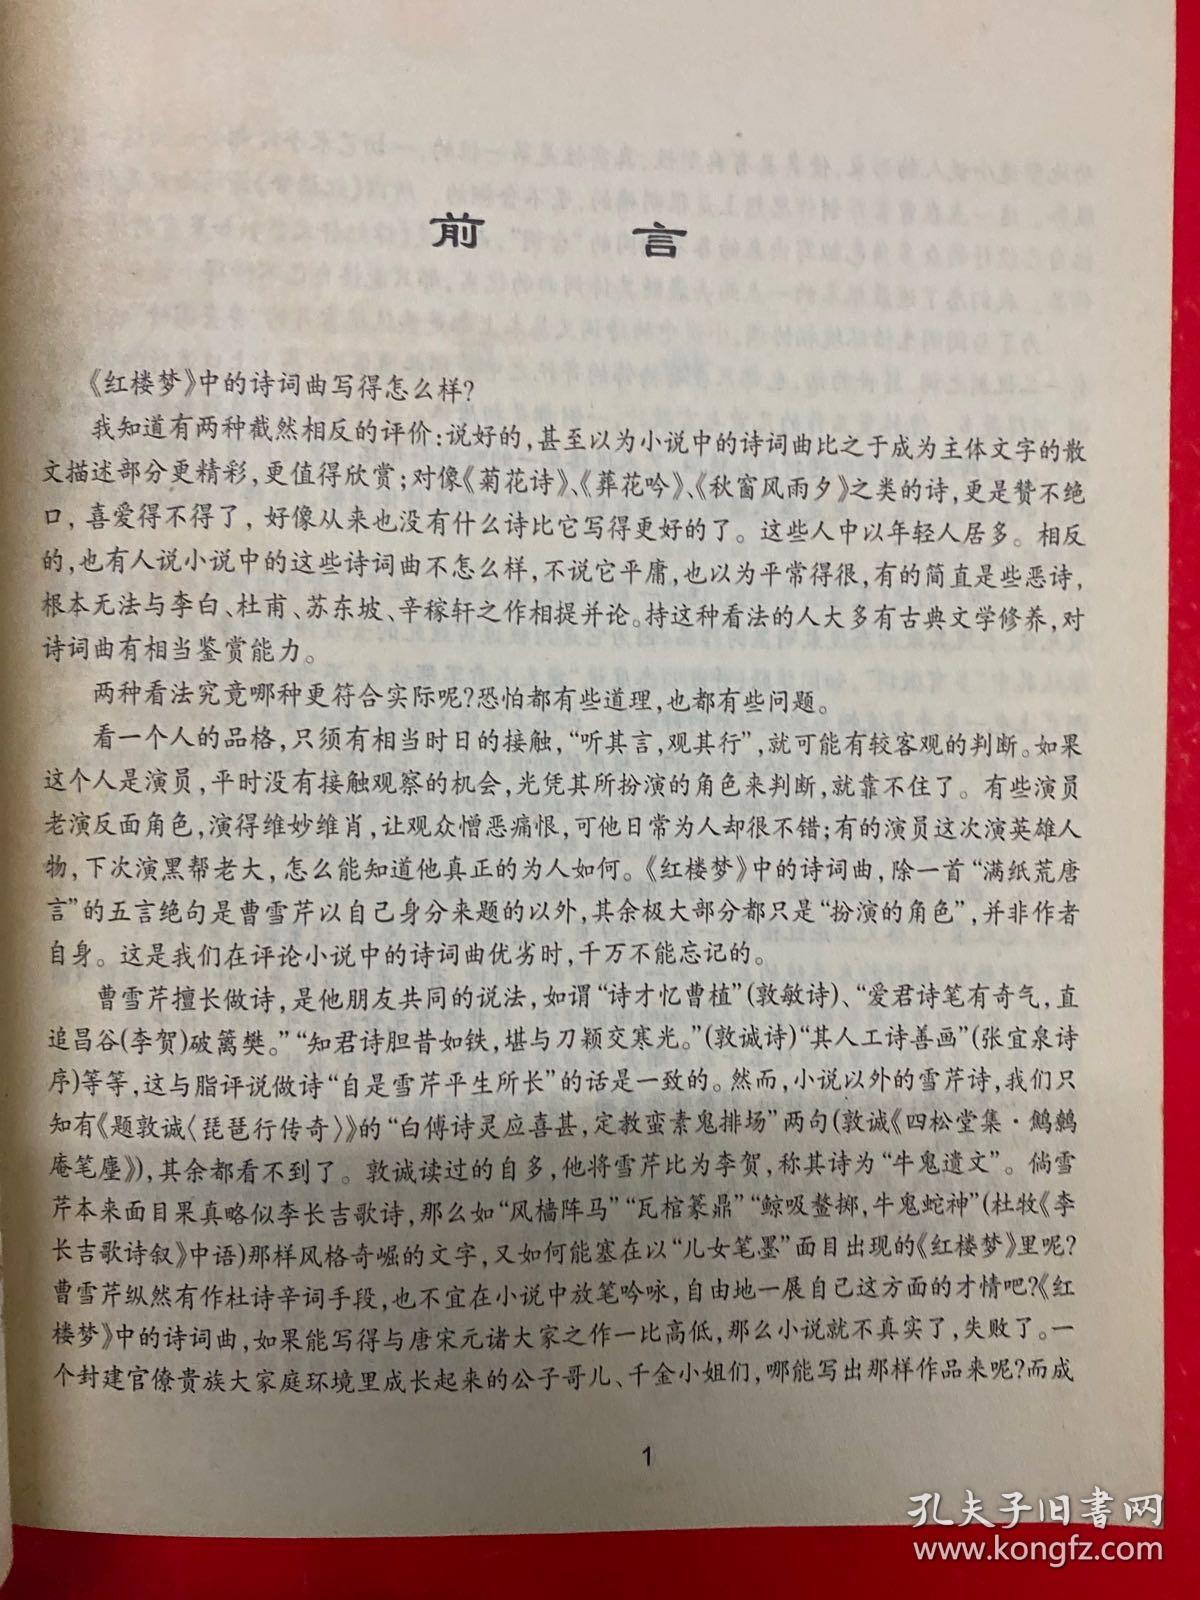 前言
《红楼梦》中的诗词曲写得怎么样?
我知道有两种截然相反的评价:说好的,甚至以为小说中的诗词曲比之于成为主体文字的散
文描述部分更精彩,更值得欣赏;对像《菊花诗》、《葬花吟》、《秋窗风雨夕》之类的诗,更是赞不绝
口,喜爱得不得了,好像从来也没有什么诗比它写得更好的了。这些人中以年轻人居多。相反
的,也有人说小说中的这些诗词曲不怎么样,不说它平庸,也以为平常得很,有的简直是些恶诗,
根本无法与李白、杜甫、苏东坡、辛稼轩之作相提并论。持这种看法的人大多有古典文学修养,对
诗词曲有相当鉴赏能力。
两种看法究竟哪种更符合实际呢?恐怕都有些道理,也都有些问题。
看一个人的品格,只须有相当时日的接触,“听其言,观其行”,就可能有较客观的判断。如果
这个人是演员,平时没有接触观察的机会,光凭其所扮演的角色来判断,就靠不住了。有些演员
老演反面角色,演得维妙维肖,让观众憎恶痛恨,可他日常为人却很不错;有的演员这次演英雄人
物,下次演黑帮老大,怎么能知道他真正的为人如何。《红楼梦》中的诗词曲,除一首“满纸荒唐
言”的五言绝句是曹雪芹以自己身分来题的以外,其余极大部分都只是“扮演的角色”,并非作者
自身。这是我们在评论小说中的诗词曲优劣时,千万不能忘记的。
曹雪芹擅长做诗,是他朋友共同的说法,如谓“诗才忆曹植”(敦敏诗)、“爱君诗笔有奇气,直
追昌谷(李贺)破篱樊。”“知君诗胆昔如铁,堪与刀颖交寒光。”(敦诚诗)“其人工诗善画”(张宜泉诗
序)等等,这与脂评说做诗“自是雪芹平生所长”的话是一致的。然而,小说以外的雪芹诗,我们只
知有《题敦诚〈琵琶行传奇〉》的“白傅诗灵应喜甚,定教蛮素鬼排场”两句(敦诚《四松堂集·鹪鹩
庵笔麈》),其余都看不到了。敦诚读过的自多,他将雪芹比为李贺,称其诗为“牛鬼遗文”。倘雪
芹本来面目果真略似李长吉歌诗,那么如“风樯阵马”“瓦棺篆鼎”“鲸吸鳌掷,牛鬼蛇神”(杜牧《李
长吉歌诗叙》中语)那样风格奇崛的文字,又如何能塞在以“儿女笔墨”面目出现的《红楼梦》里呢?
曹雪芹纵然有作杜诗辛词手段,也不宜在小说中放笔吟咏,自由地一展自己这方面的才情吧?《红
楼梦》中的诗词曲,如果能写得与唐宋元诸大家之作一比高低,那么小说就不真实了,失败了。一
个封建官僚贵族大家庭环境里成长起来的公子哥儿、千金小姐们,哪能写出那样作品来呢?而成
1
孔夫子旧书网
www.kongfz.com